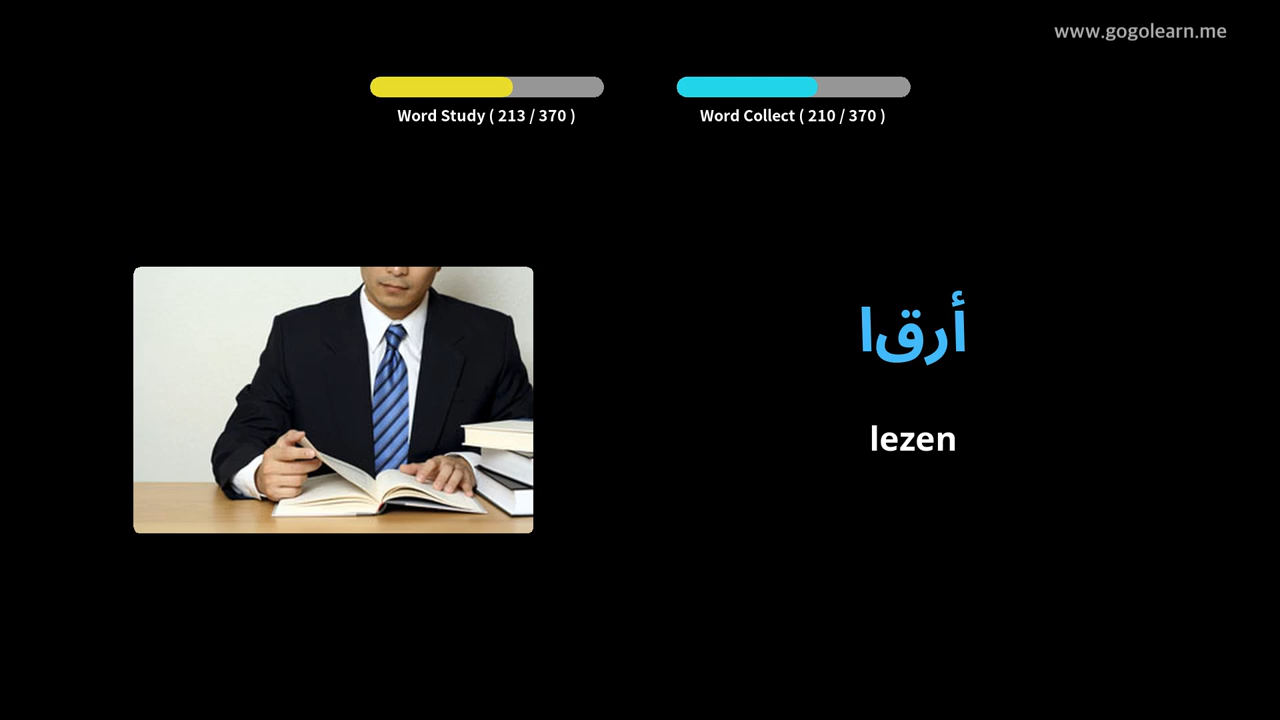 www.gogolearn.me
Word Study ( 213 / 370 )
Word Collect ( 210 / 370 )
أرقا
lezen